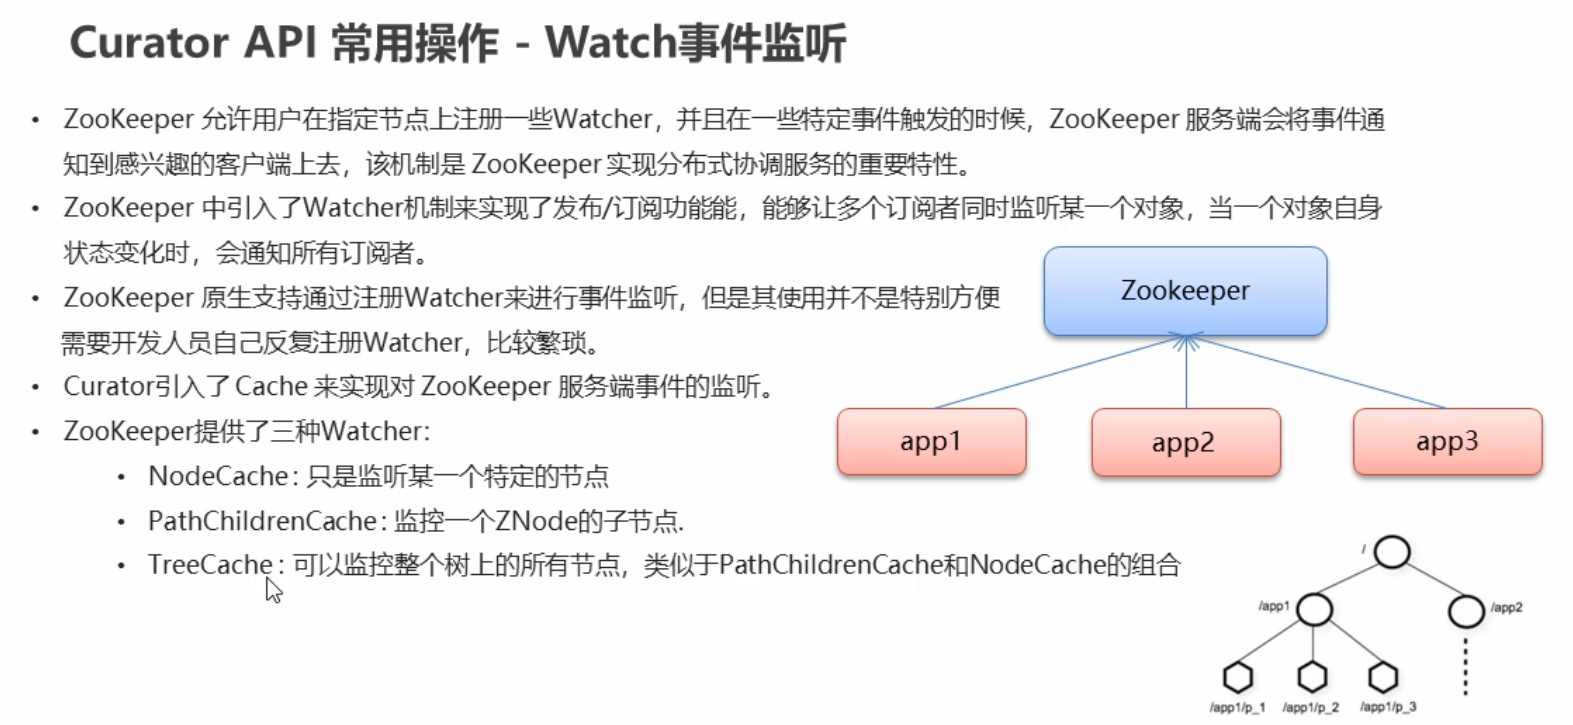 Curator API 常用操作 - Watch事件监听
• ZooKeeper 允许用户在指定节点上注册一些Watcher，并且在一些特定事件触发的时候，ZooKeeper 服务端会将事件通
知到感兴趣的客户端上去，该机制是 ZooKeeper 实现分布式协调服务的重要特性。
• ZooKeeper 中引入了Watcher机制来实现了发布/订阅功能能，能够让多个订阅者同时监听某一个对象，当一个对象自身
状态变化时，会通知所有订阅者。
• ZooKeeper 原生支持通过注册Watcher来进行事件监听，但是其使用并不是特别方便
需要开发人员自己反复注册Watcher，比较繁琐。
• Curator引入了 Cache 来实现对 ZooKeeper 服务端事件的监听。
• ZooKeeper提供了三种Watcher：
• NodeCache : 只是监听某一个特定的节点
• PathChildrenCache : 监控一个ZNode的子节点.
• TreeCache : 可以监控整个树上的所有节点，类似于PathChildrenCache和NodeCache的组合
Zookeeper
app1
app2
app3
/
/app1
/app2
/app1/p_1
/app1/p_2
/app1/p_3